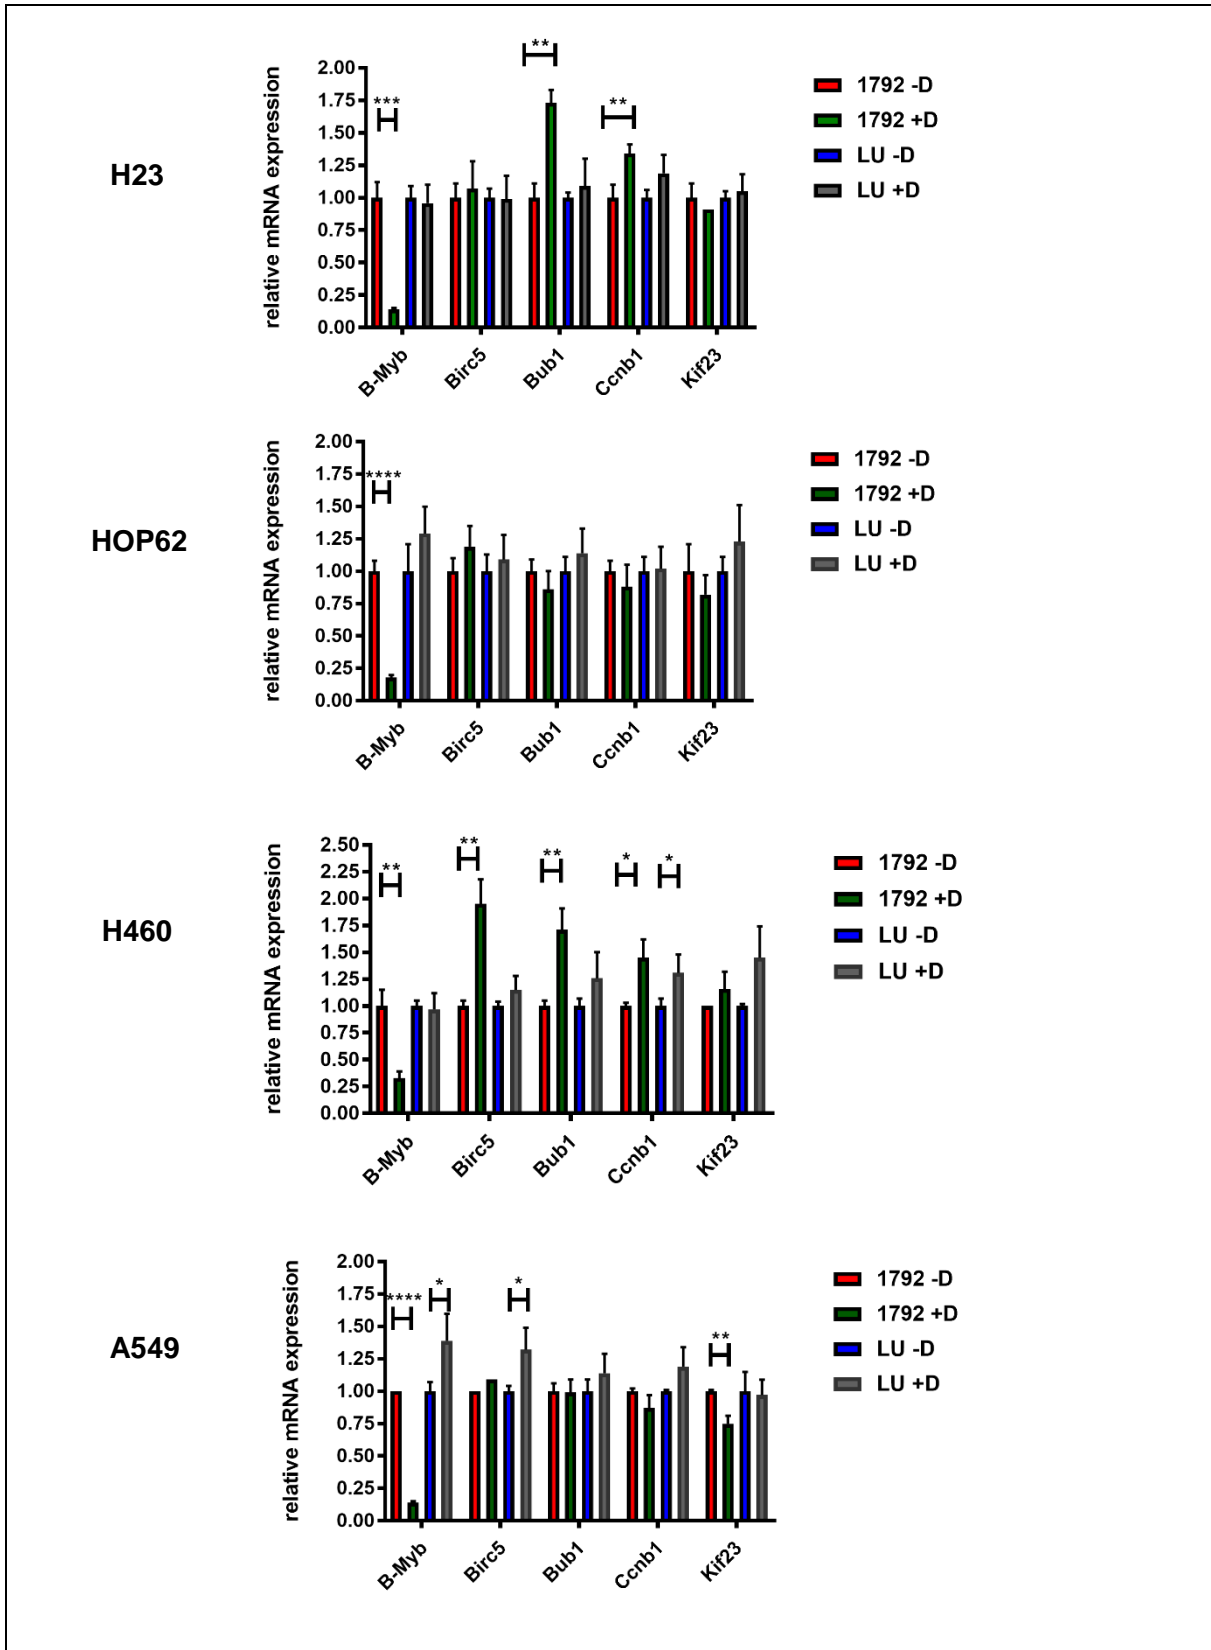 H23
relative mRNA expression
2.00
1.75
1.50
1.25
1.00
0.75
0.50
0.25
0.00
***
**
**
B-Myb
Birc5
Bub1
Ccnb1
Kif23
1792 -D
1792 +D
LU -D
LU +D
HOP62
relative mRNA expression
2.00
1.75
1.50
1.25
1.00
0.75
0.50
0.25
0.00
****
B-Myb
Birc5
Bub1
Ccnb1
Kif23
1792 -D
1792 +D
LU -D
LU +D
H460
relative mRNA expression
2.50
2.25
2.00
1.75
1.50
1.25
1.00
0.75
0.50
0.25
0.00
**
**
**
*
*
B-Myb
Birc5
Bub1
Ccnb1
Kif23
1792 -D
1792 +D
LU -D
LU +D
A549
relative mRNA expression
2.00
1.75
1.50
1.25
1.00
0.75
0.50
0.25
0.00
****
*
*
**
B-Myb
Birc5
Bub1
Ccnb1
Kif23
1792 -D
1792 +D
LU -D
LU +D